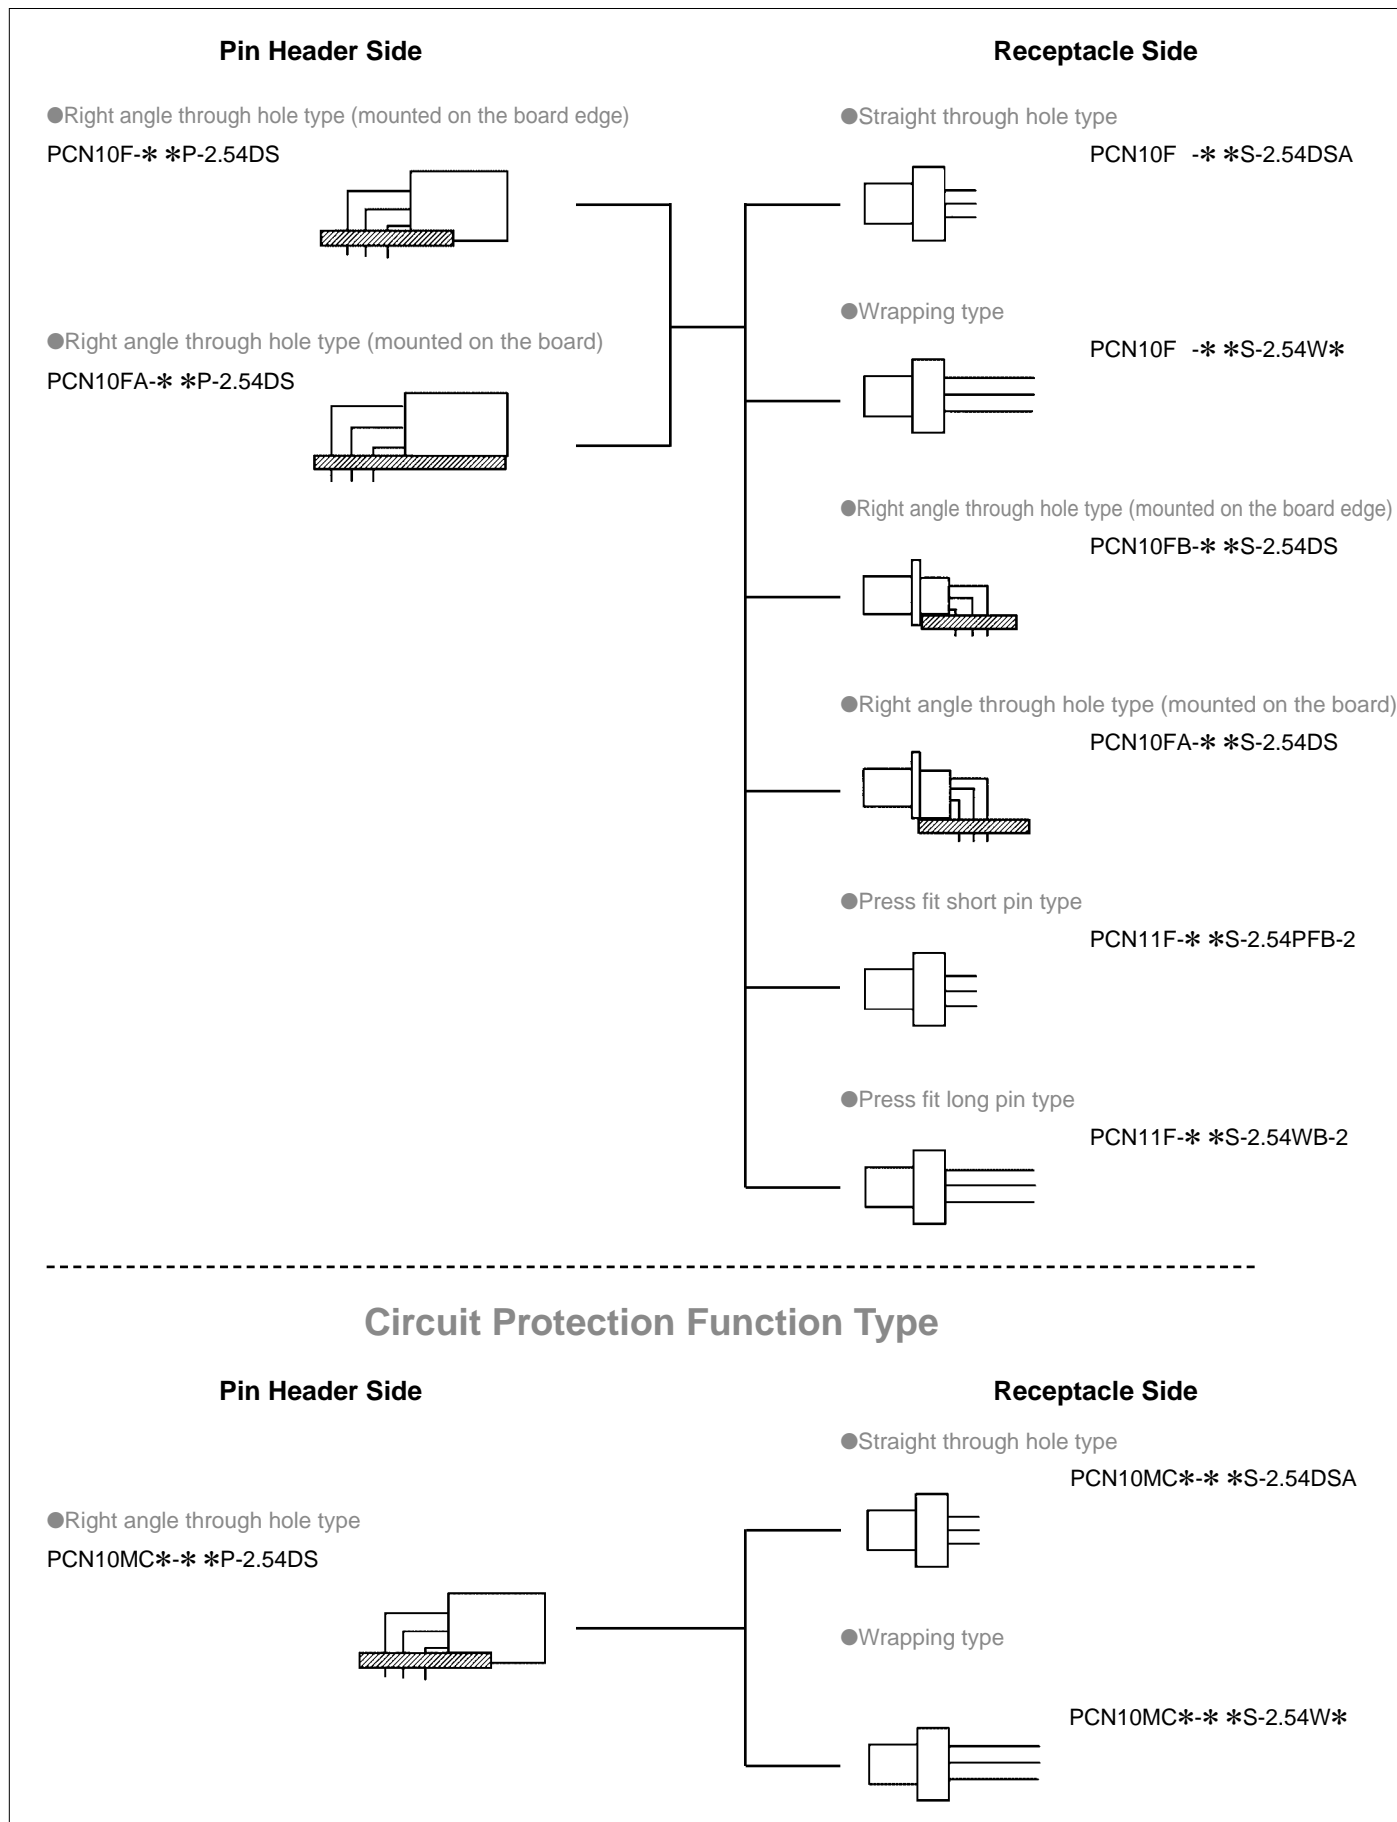 Pin Header Side
●Right angle through hole type (mounted on the board edge)
PCN10F-＊ ＊P-2.54DS
●Right angle through hole type (mounted on the board)
PCN10FA-＊ ＊P-2.54DS
Receptacle Side
●Straight through hole type
PCN10F -＊ ＊S-2.54DSA
●Wrapping type
PCN10F -＊ ＊S-2.54W＊
●Right angle through hole type (mounted on the board edge)
PCN10FB-＊ ＊S-2.54DS
●Right angle through hole type (mounted on the board)
PCN10FA-＊ ＊S-2.54DS
●Press fit short pin type
PCN11F-＊ ＊S-2.54PFB-2
●Press fit long pin type
PCN11F-＊ ＊S-2.54WB-2
Circuit Protection Function Type
Pin Header Side
●Right angle through hole type
PCN10MC＊-＊ ＊P-2.54DS
Receptacle Side
●Straight through hole type
PCN10MC＊-＊ ＊S-2.54DSA
●Wrapping type
PCN10MC＊-＊ ＊S-2.54W＊